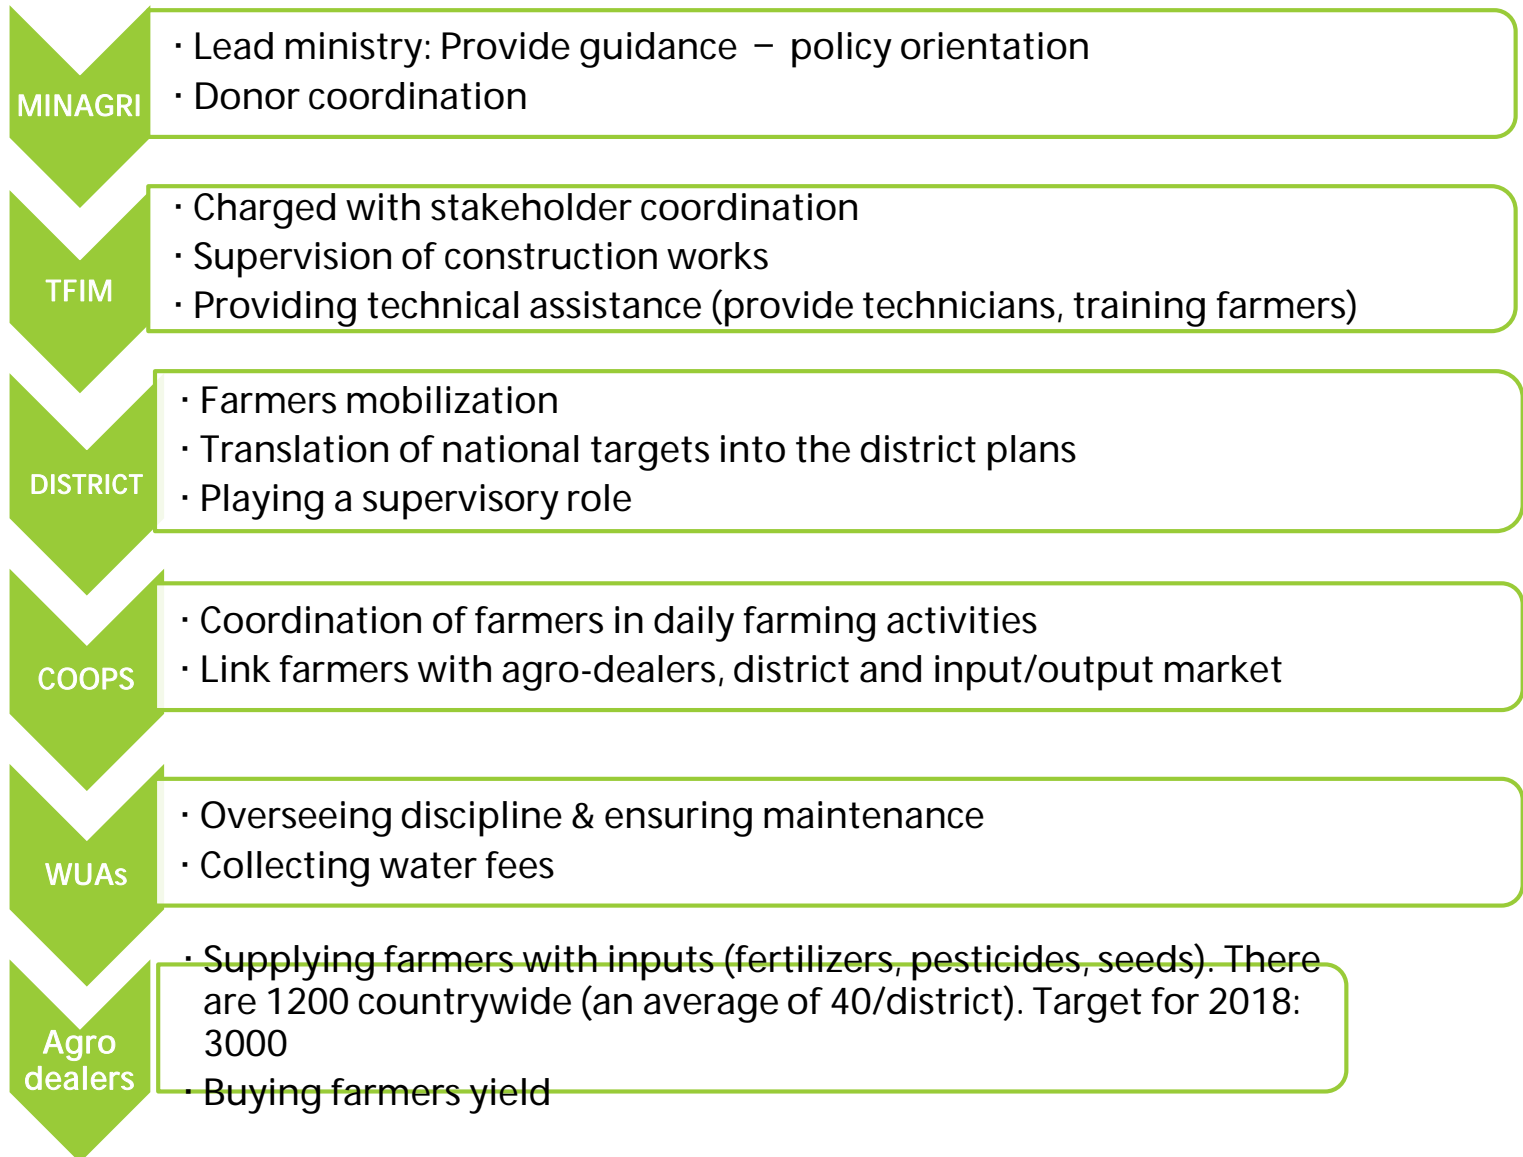 MINAGRI
· Lead ministry: Provide guidance – policy orientation
· Donor coordination
TFIM
· Charged with stakeholder coordination
· Supervision of construction works
· Providing technical assistance (provide technicians, training farmers)
DISTRICT
· Farmers mobilization
· Translation of national targets into the district plans
· Playing a supervisory role
COOPS
· Coordination of farmers in daily farming activities
· Link farmers with agro-dealers, district and input/output market
WUAs
· Overseeing discipline & ensuring maintenance
· Collecting water fees
Agro
dealers
· Supplying farmers with inputs (fertilizers, pesticides, seeds). There
are 1200 countrywide (an average of 40/district). Target for 2018:
3000
· Buying farmers yield